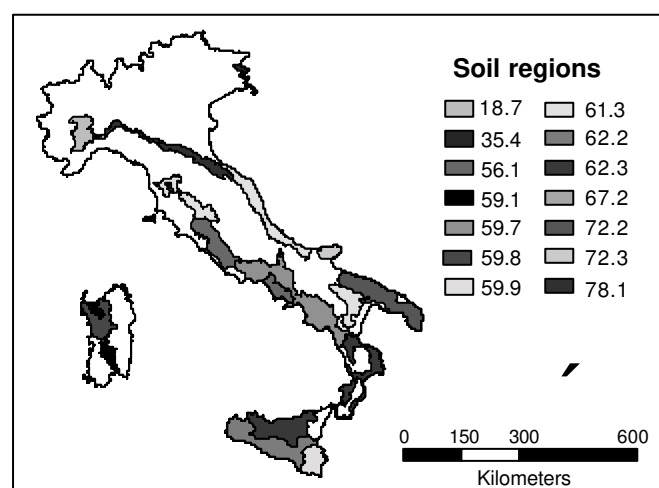 Soil regions
18.7 61.3
35.4 62.2
56.1 62.3
59.1 67.2
59.7 72.2
59.8 72.3
59.9 78.1
0 150 300 600
Kilometers